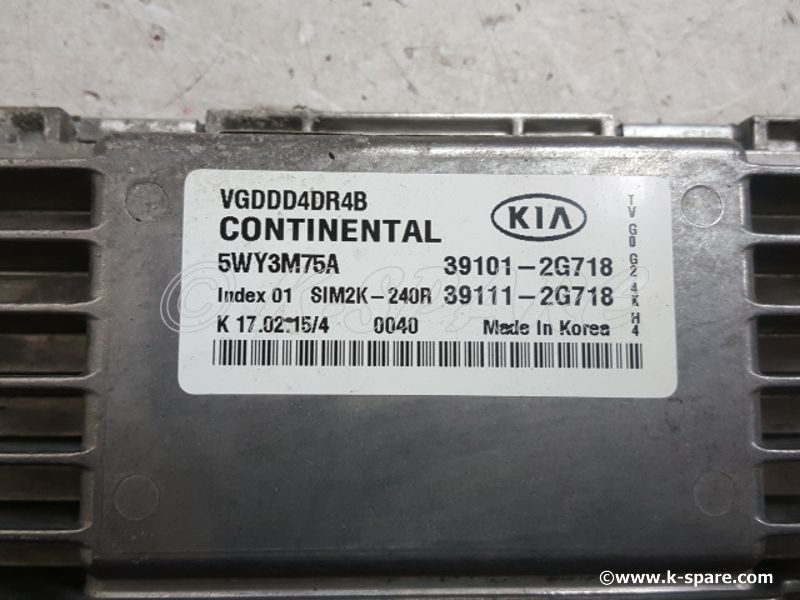 VGDDD4DR4B
CONTINENTAL
KIA
5WY3M75A 39101-2G718
Index 01 SIM2K-240R 39111-2G718
K 17.02.15/4 0040 Made In Korea
TV G0 G2 4K H4
© K-SPARE
©www.k-spare.com